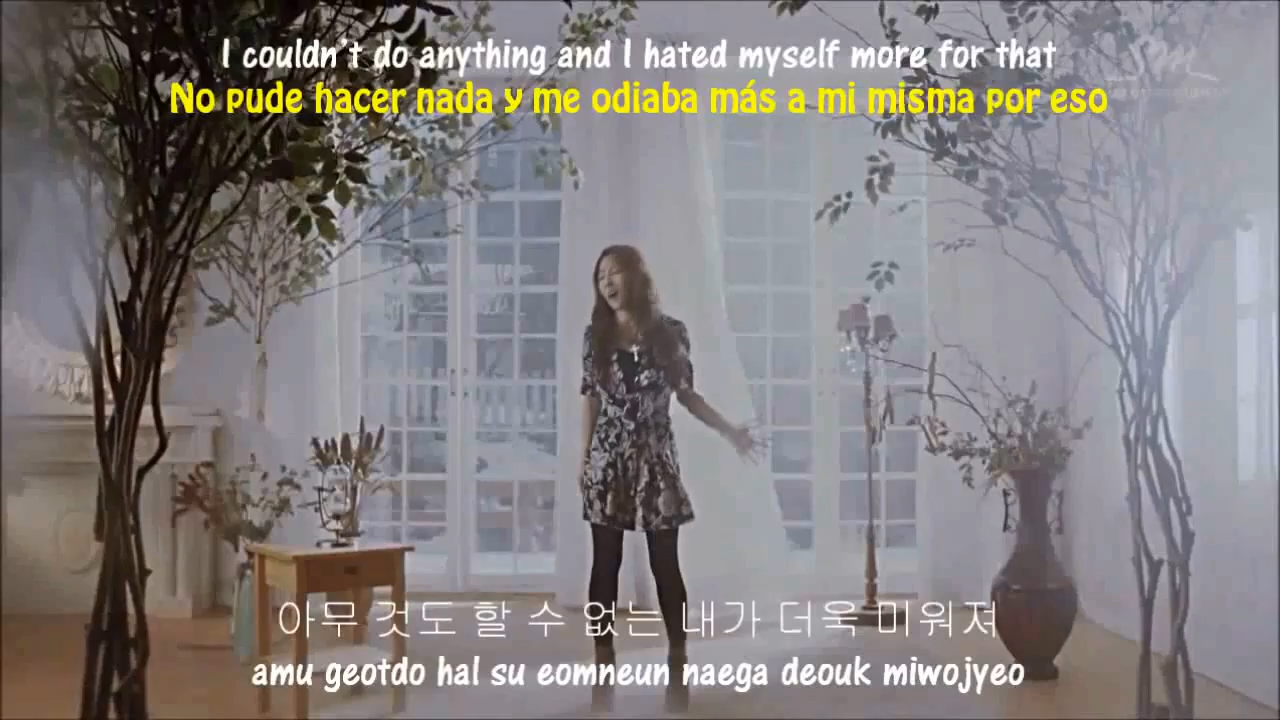 I couldn't do anything and I hated myself more for that
SM
No pude hacer nada y me odiaba más a mi misma por eso
아무 것도 할 수 없는 내가 더욱 미워져
amu geotdo hal su eomneun naega deouk miwojyeo